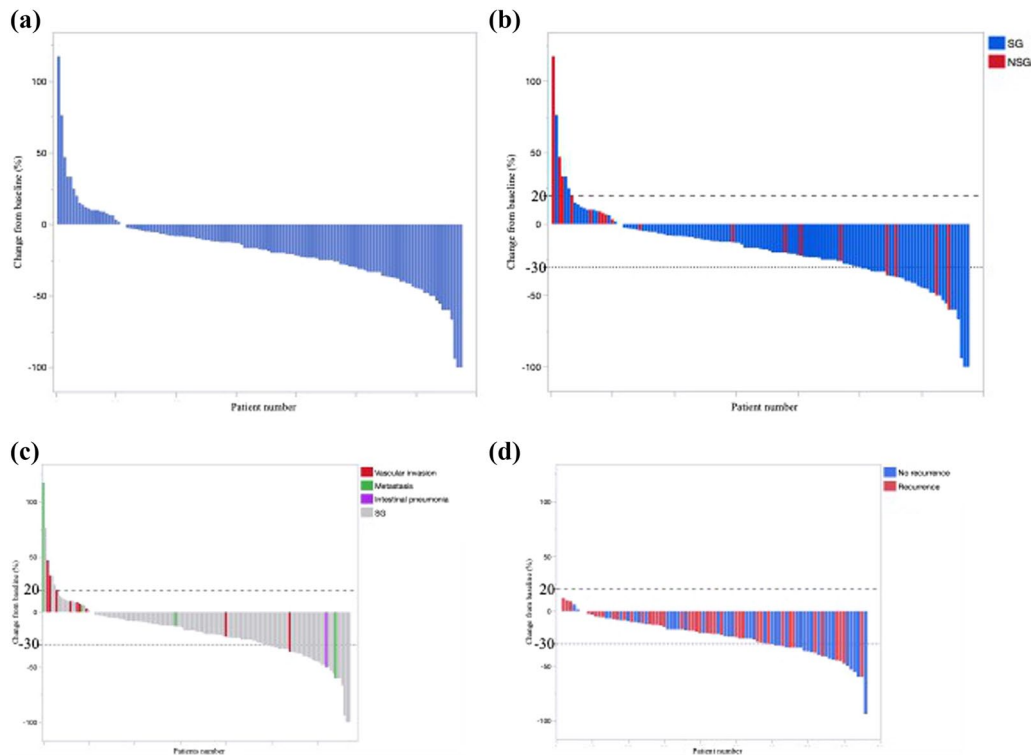 (a)
100
50
0
-50
-100
Change from baseline (%)
Patient number
(b)
SG
NSG
100
50
20
0
-30
-50
-100
Change from baseline (%)
Patient number
(c)
Vascular invasion
Metastasis
Intestinal pneumonia
SG
100
50
20
0
-30
-50
-100
Change from baseline (%)
Patients number
(d)
No recurrence
Recurrence
100
50
20
0
-30
-50
-100
Change from baseline (%)
Patient number